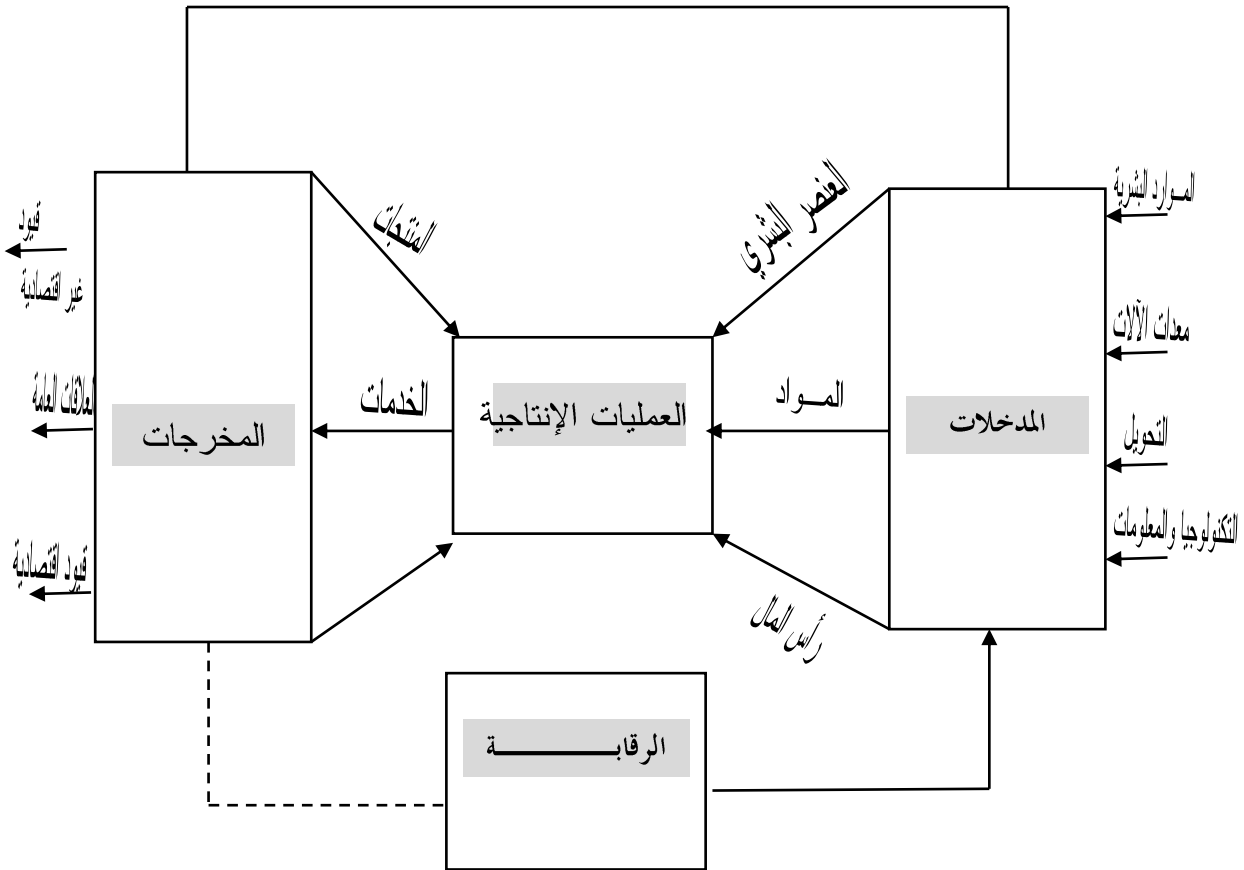 الموارد البشرية
معدات الآلات
التحويل
التكنولوجيا والمعلومات
المدخلات
العنصر البشري
المواد
رأس المال
العمليات الإنتاجية
المنتجات
الخدمات
المخرجات
قيود
غير اقتصادية
العلاقات العامة
قيود اقتصادية
الرقابة